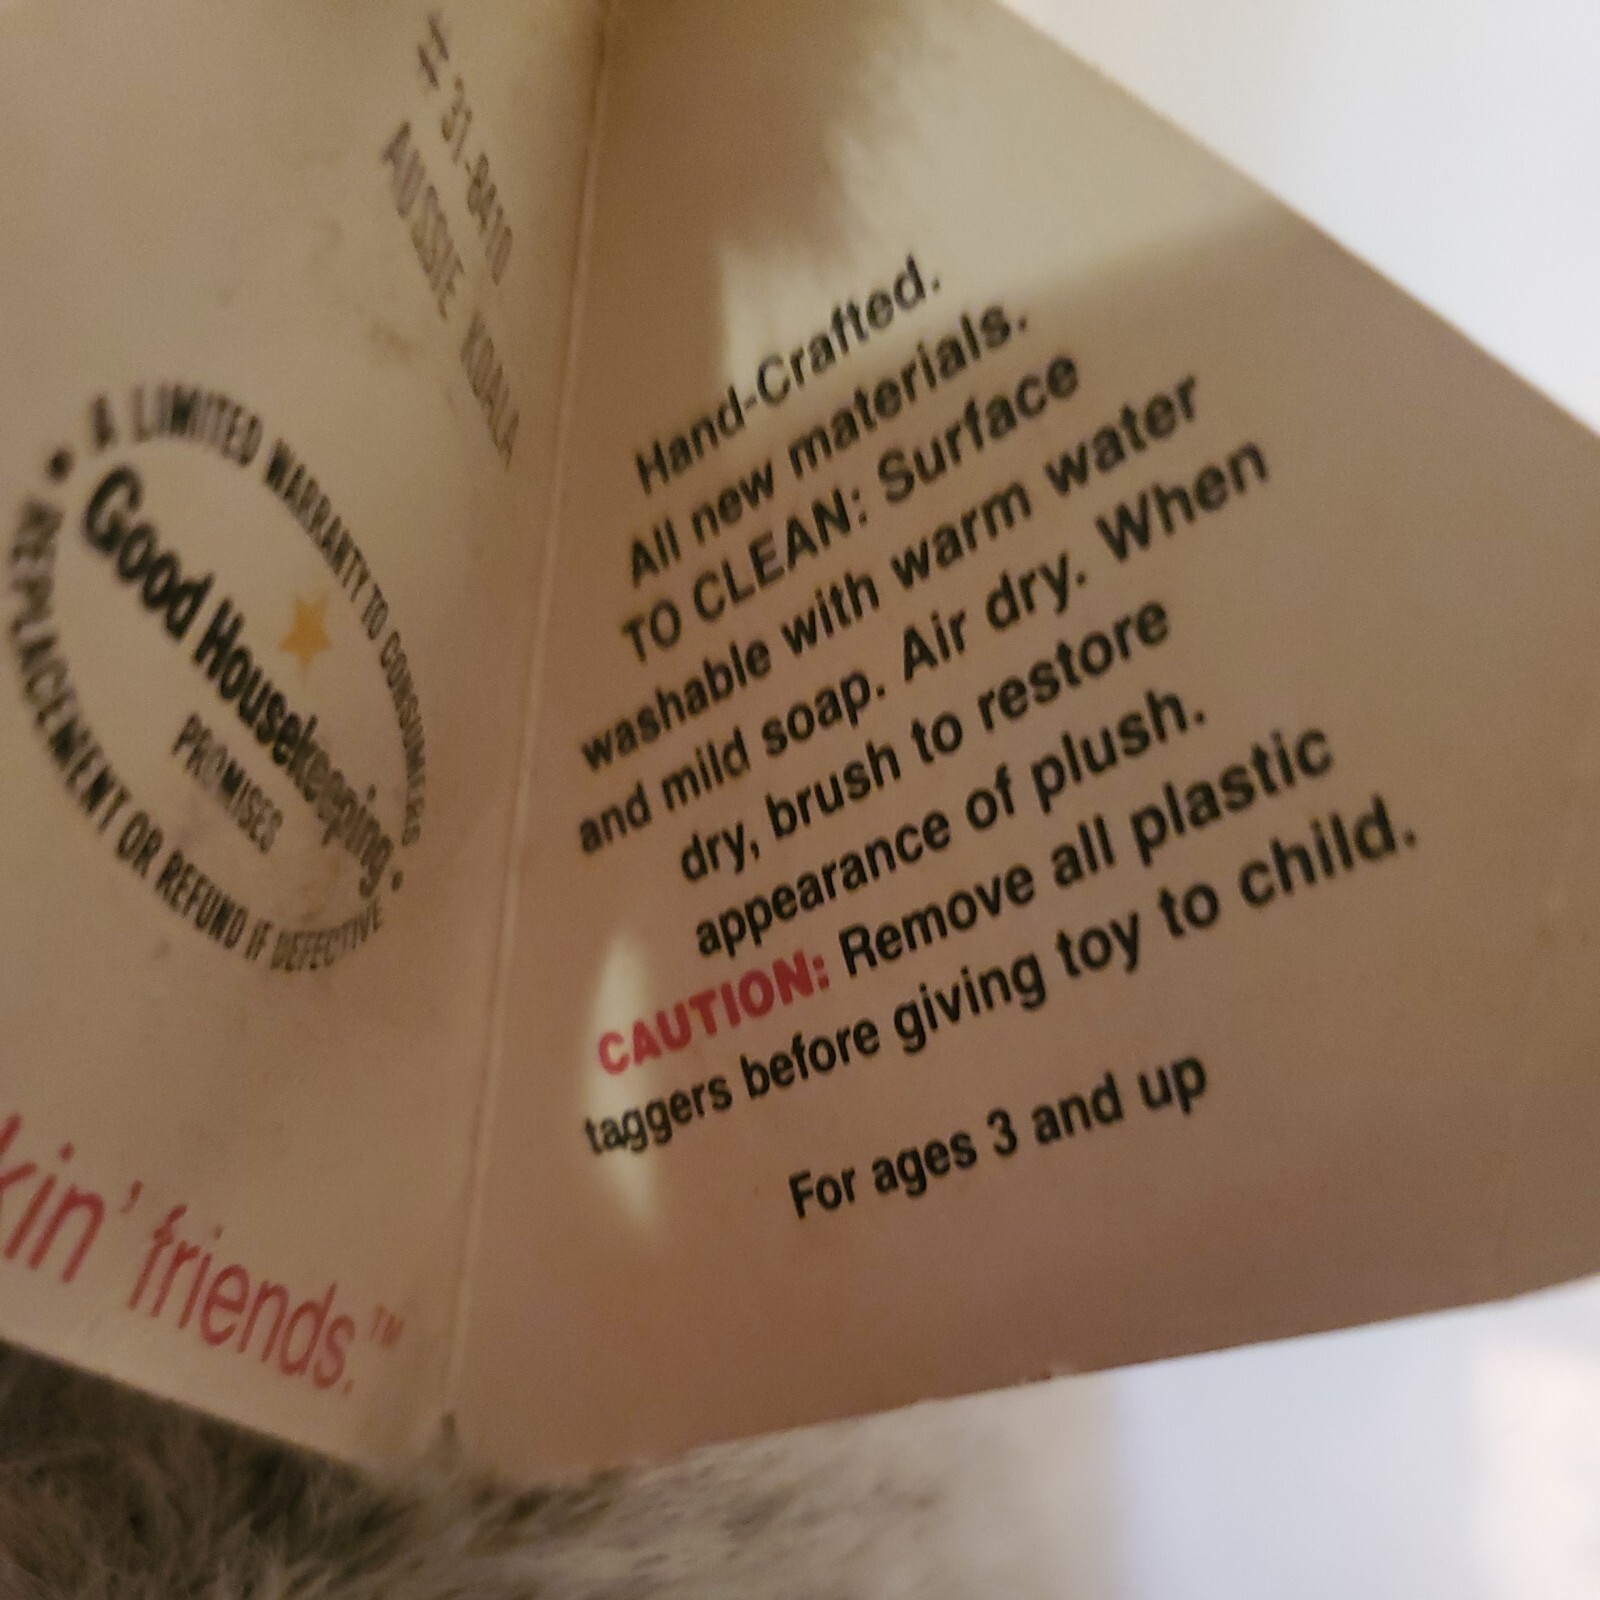 # 31-8410
AUSSIE KOALA
• A LIMITED WARRANTY TO CONSUMERS •
Good Housekeeping
PROMISES
REPLACEMENT OR REFUND IF DEFECTIVE
kin' friends.™
Hand-Crafted.
All new materials.
TO CLEAN: Surface
washable with warm water
and mild soap. Air dry. When
dry, brush to restore
appearance of plush.
CAUTION: Remove all plastic
taggers before giving toy to child.
For ages 3 and up